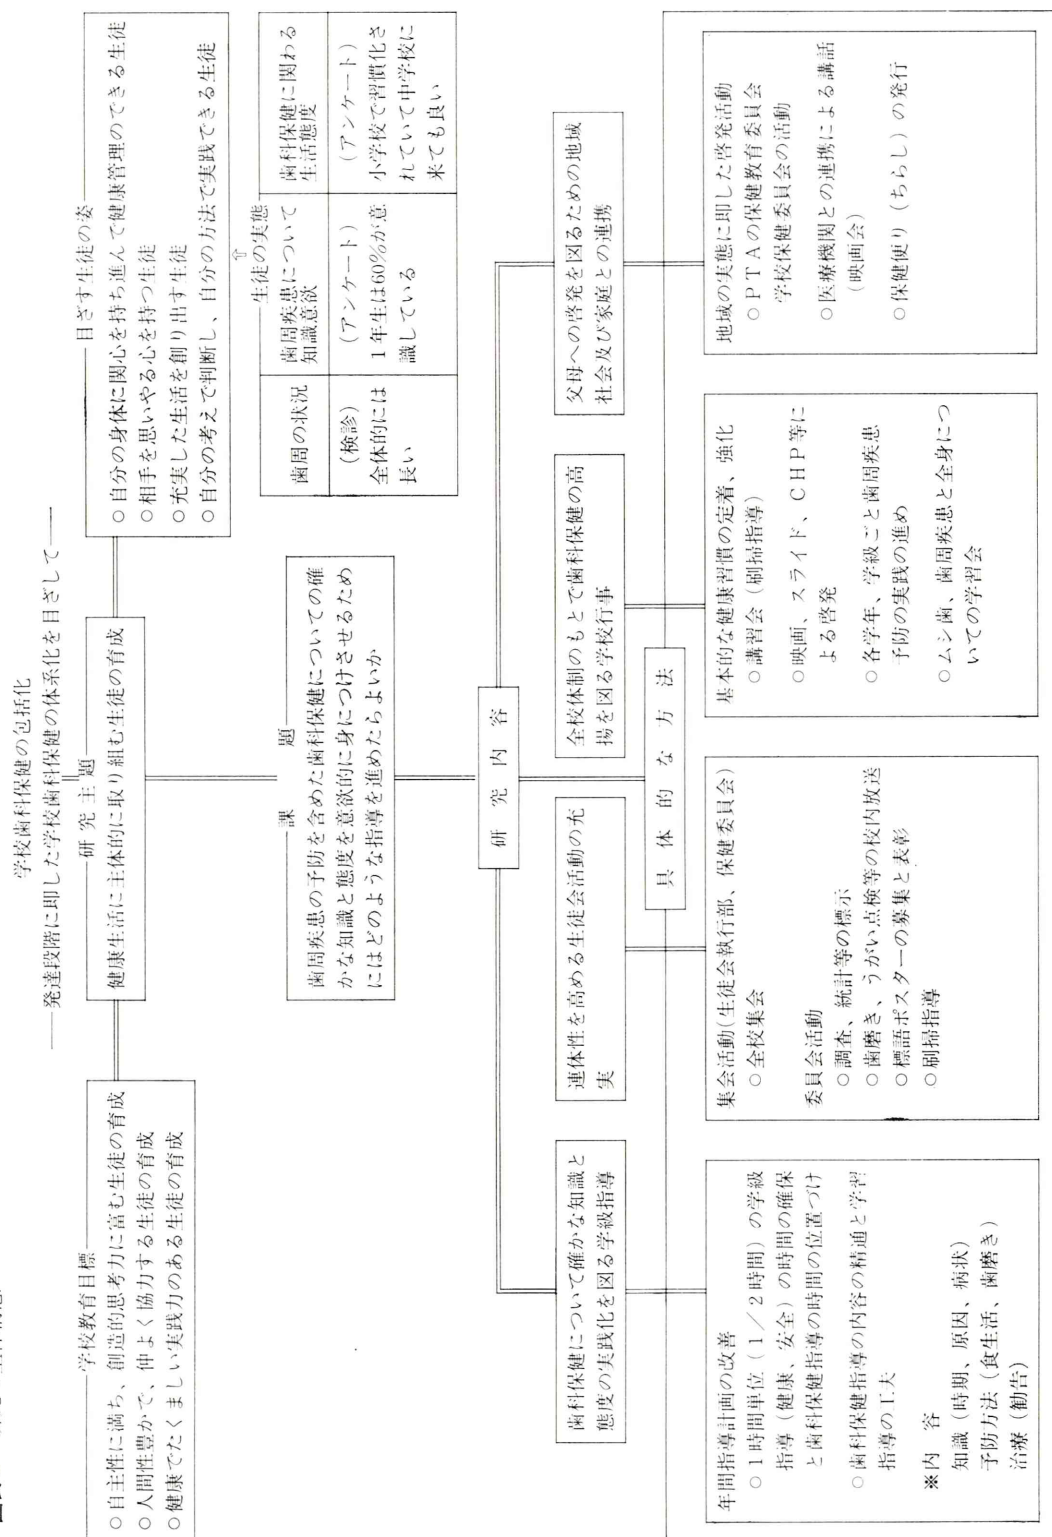 学校歯科保健の包括化
――発達段階に即した学校歯科保健の体系化を目ざして――
学校教育目標
○自主性に満ち、創造的思考力に富む生徒の育成
○人間性豊かで、仲よく協力する生徒の育成
○健康でたくましい実践力のある生徒の育成
研究主題
健康生活に主体的に取り組む生徒の育成
目ざす生徒の姿
○自分の身体に関心を持ち進んで健康管理のできる生徒
○相手を思いやる心を持つ生徒
○充実した生活を創り出す生徒
○自分の考えで判断し、自分の方法で実践できる生徒
⇧
生徒の実態
歯周の状況
(検診)
全体的には
長い
歯周疾患について
知識意欲
(アンケート)
1年生は60%が意
識している
歯科保健に関わる
生活態度
(アンケート)
小学校で習慣化さ
れていて中学校に
来ても良い
課題
歯周疾患の予防を含めた歯科保健についての確
かな知識と態度を意欲的に身につけさせるため
にはどのような指導を進めたらよいか
研究内容
歯科保健について確かな知識と
態度の実践化を図る学級指導
連体性を高める生徒会活動の充
実
全校体制のもとで歯科保健の高
揚を図る学校行事
父母への啓発を図るための地域
社会及び家庭との連携
具体的な方法
年間指導計画の改善
○1時間単位(1/2時間)の学級
指導(健康、安全)の時間の確保
と歯科保健指導の時間の位置づけ
○歯科保健指導の内容の精通と学習
指導の工夫
※内 容
知識(時期、原因、病状)
予防方法(食生活、歯磨き)
治療(勧告)
集会活動(生徒会執行部、保健委員会)
○全校集会
委員会活動
○調査、統計等の標示
○歯磨き、うがい点検等の校内放送
○標語ポスターの募集と表彰
○刷掃指導
基本的な健康習慣の定着、強化
○講習会(刷掃指導)
○映画、スライド、CHP等に
よる啓発
○各学年、学級ごと歯周疾患
予防の実践の進め
○ムシ歯、歯周疾患と全身につ
いての学習会
地域の実態に即した啓発活動
○PTAの保健教育委員会
学校保健委員会の活動
○医療機関との連携による講話
(映画会)
○保健便り(ちらし)の発行